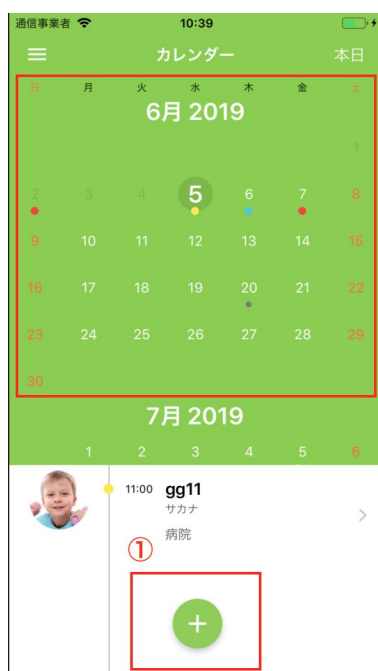 通信事業者 10:39
カレンダー 本日
日 月 火 水 木 金 土
6月 2019
1
2 3 4 5 6 7 8
9 10 11 12 13 14 15
16 17 18 19 20 21 22
23 24 25 26 27 28 29
30
7月 2019
1 2 3 4 5 6
11:00 gg11
サカナ
病院
①
+